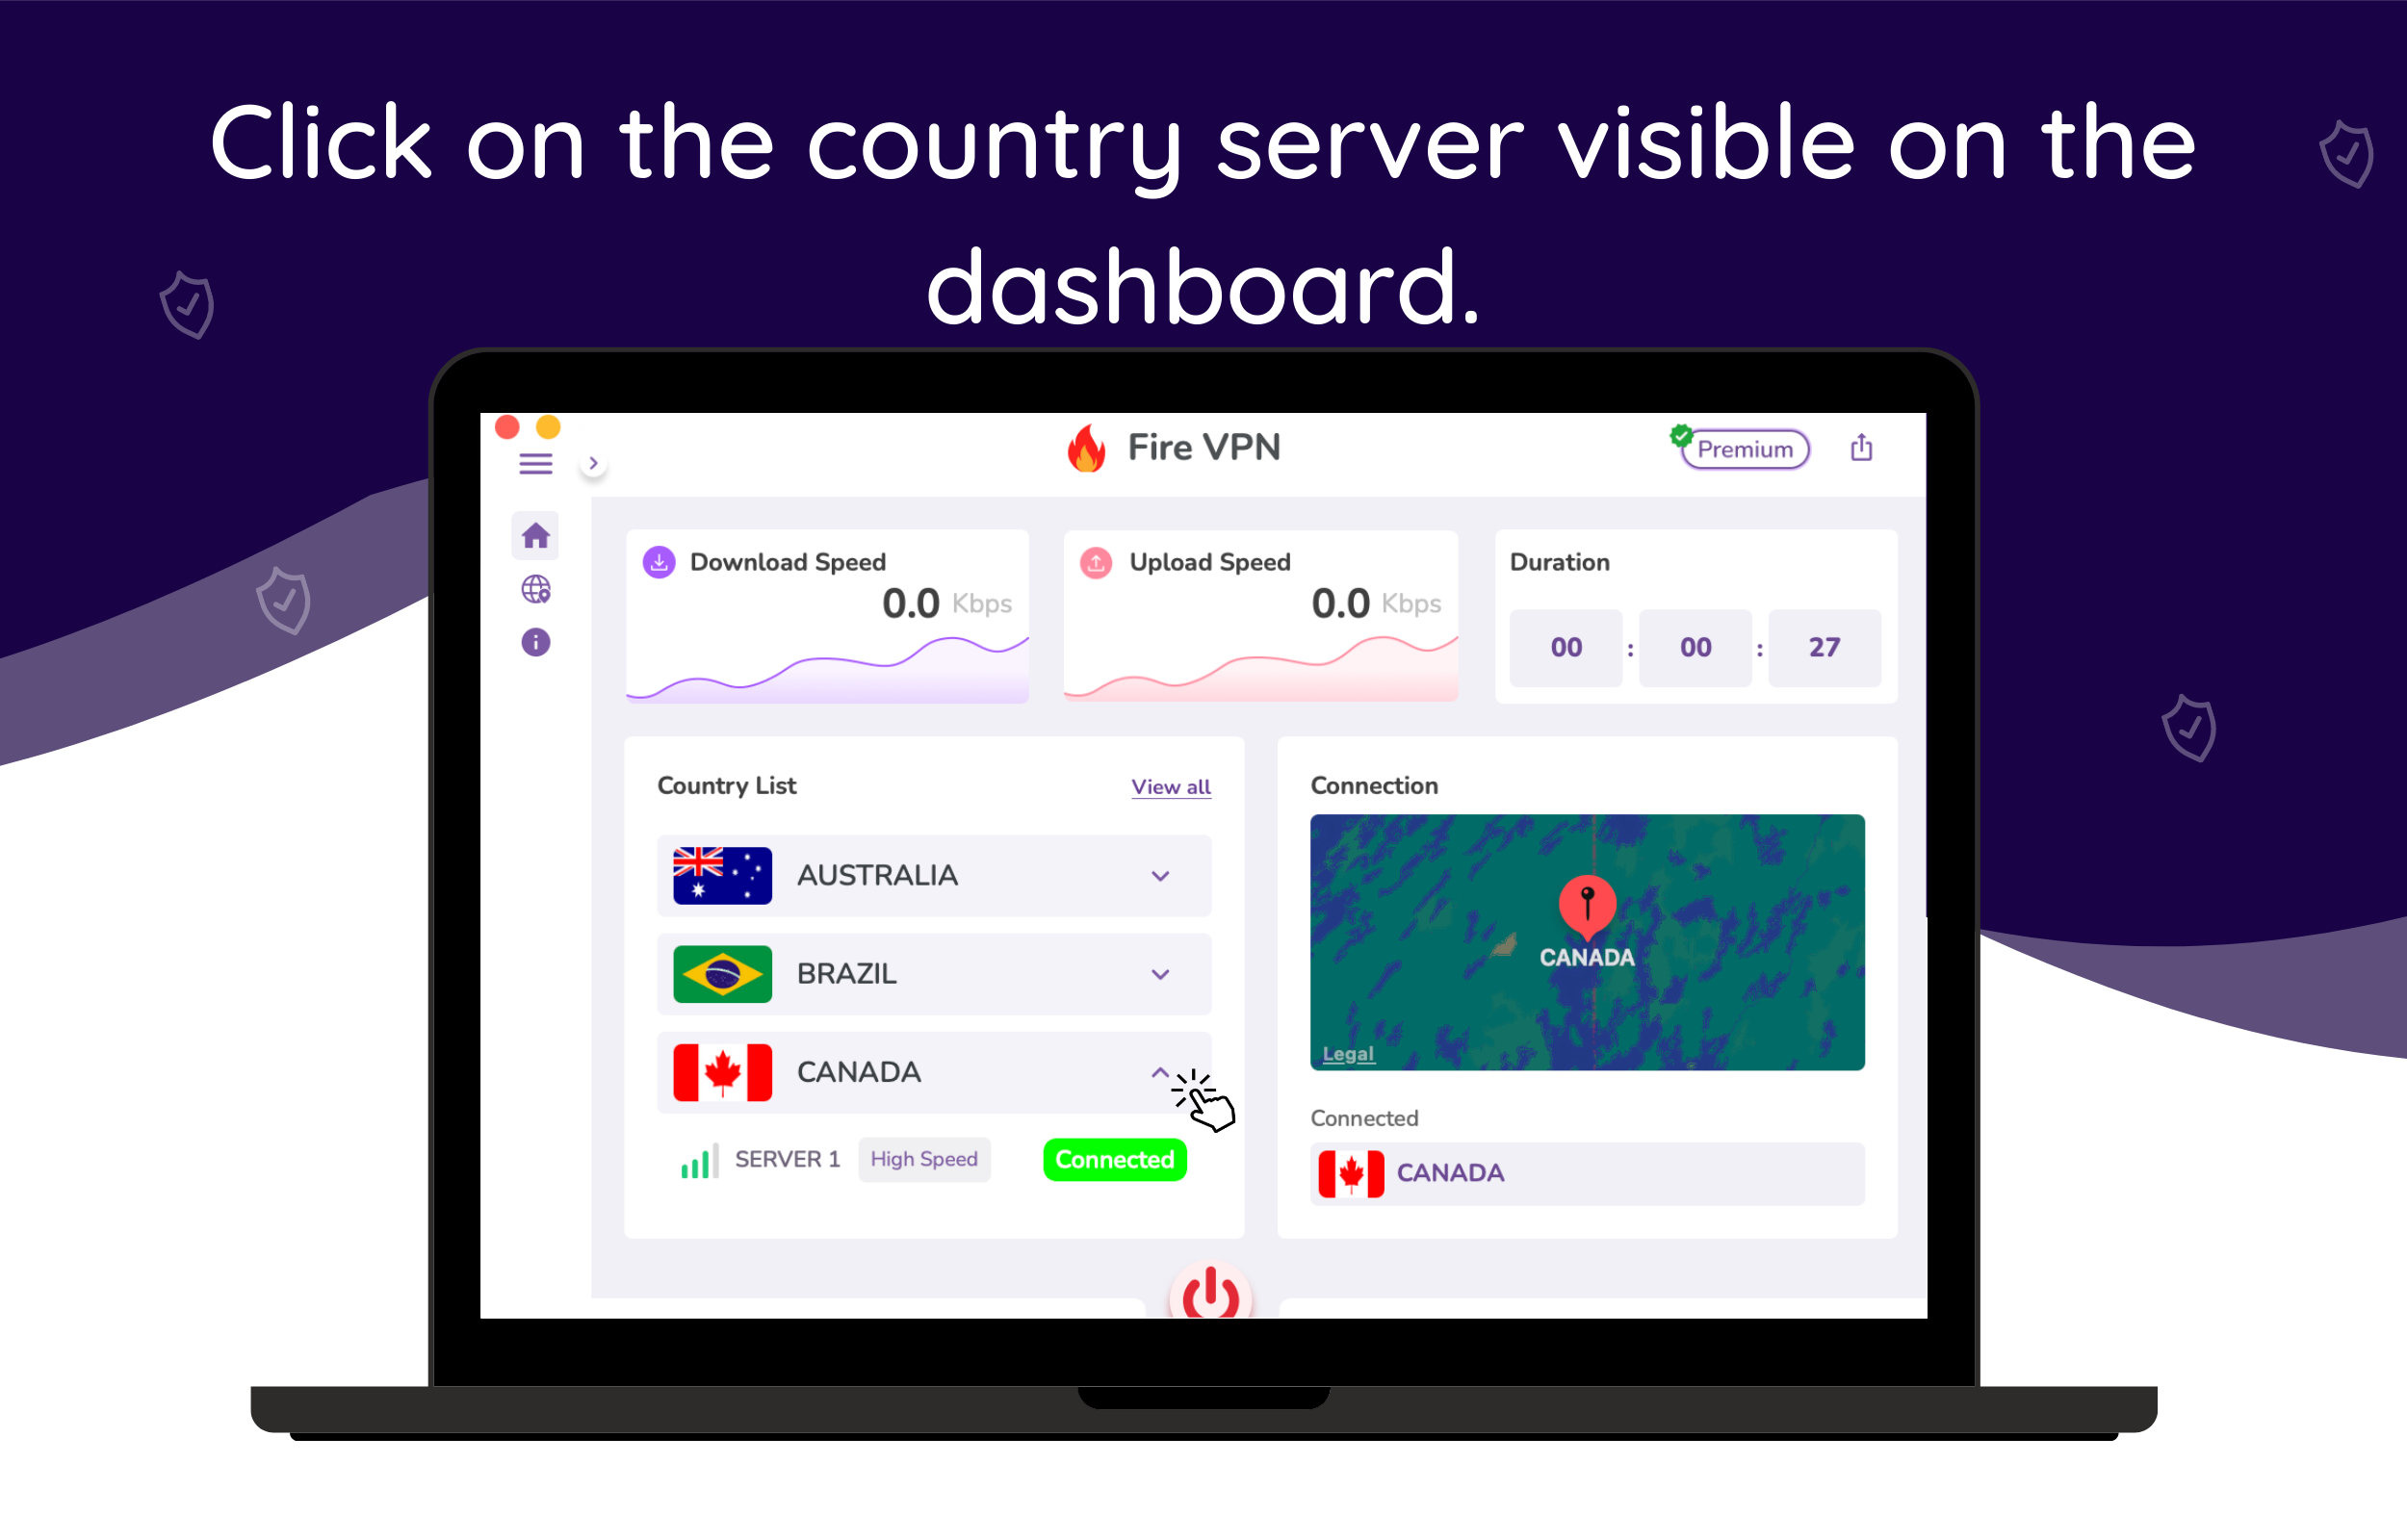 Click on the country server visible on the
dashboard.
Fire VPN
Premium
Download Speed
0.0 Kbps
Upload Speed
0.0 Kbps
Duration
00 : 00 : 27
Country List
View all
AUSTRALIA
BRAZIL
CANADA
SERVER 1 High Speed Connected
Connection
CANADA
Legal
Connected
CANADA